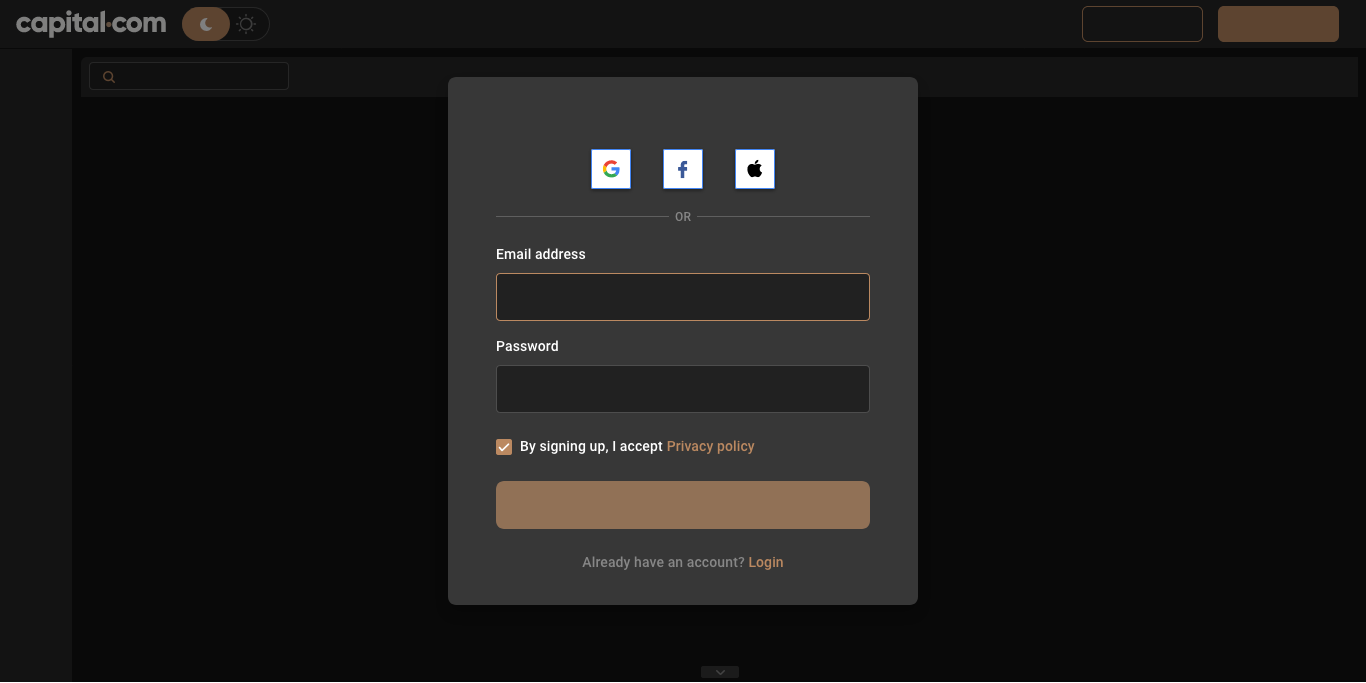 capital.com
OR
Email address
Password
By signing up, I accept Privacy policy
Already have an account? Login